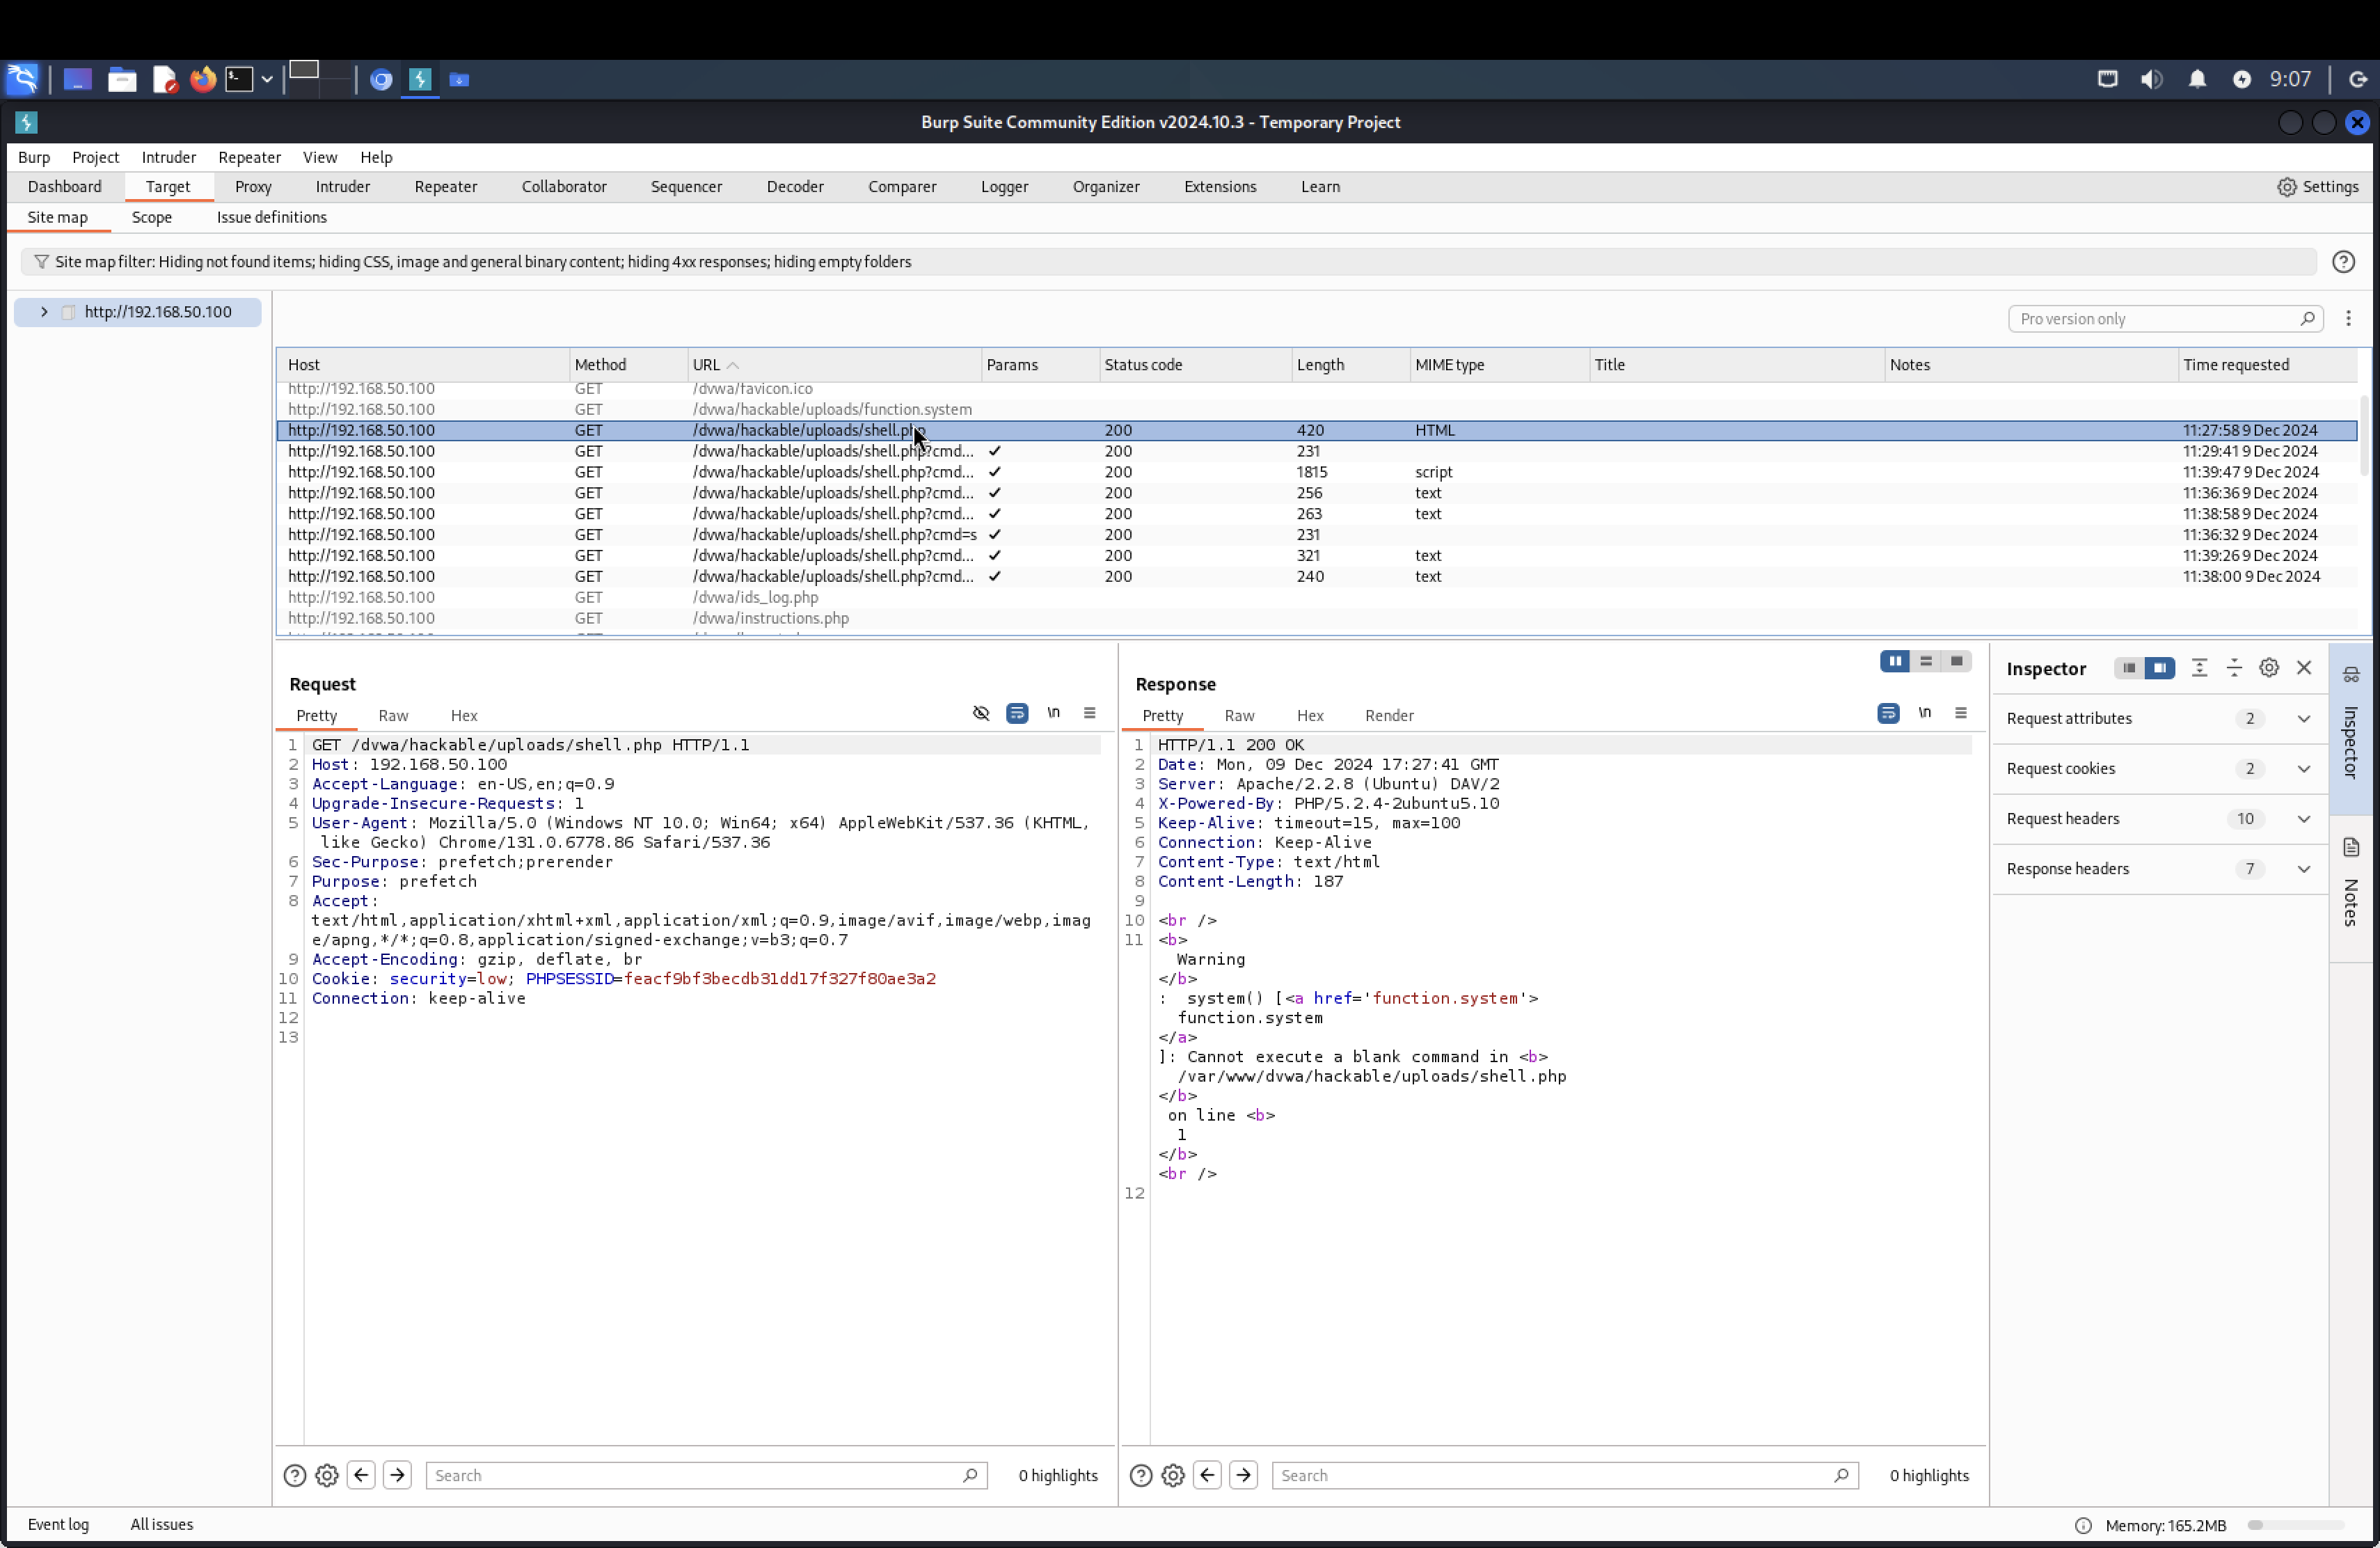 9:07
Burp Suite Community Edition v2024.10.3 - Temporary Project
Burp Project Intruder Repeater View Help
Dashboard Target Proxy Intruder Repeater Collaborator Sequencer Decoder Comparer Logger Organizer Extensions Learn Settings
Site map Scope Issue definitions
Site map filter: Hiding not found items; hiding CSS, image and general binary content; hiding 4xx responses; hiding empty folders
http://192.168.50.100
Pro version only
Host Method URL Params Status code Length MIME type Title Notes Time requested
http://192.168.50.100 GET /dvwa/favicon.ico
http://192.168.50.100 GET /dvwa/hackable/uploads/function.system
http://192.168.50.100 GET /dvwa/hackable/uploads/shell.php 200 420 HTML 11:27:58 9 Dec 2024
http://192.168.50.100 GET /dvwa/hackable/uploads/shell.php?cmd... ✓ 200 231 11:29:41 9 Dec 2024
http://192.168.50.100 GET /dvwa/hackable/uploads/shell.php?cmd... ✓ 200 1815 script 11:39:47 9 Dec 2024
http://192.168.50.100 GET /dvwa/hackable/uploads/shell.php?cmd... ✓ 200 256 text 11:36:36 9 Dec 2024
http://192.168.50.100 GET /dvwa/hackable/uploads/shell.php?cmd... ✓ 200 263 text 11:38:58 9 Dec 2024
http://192.168.50.100 GET /dvwa/hackable/uploads/shell.php?cmd=s ✓ 200 231 11:36:32 9 Dec 2024
http://192.168.50.100 GET /dvwa/hackable/uploads/shell.php?cmd... ✓ 200 321 text 11:39:26 9 Dec 2024
http://192.168.50.100 GET /dvwa/hackable/uploads/shell.php?cmd... ✓ 200 240 text 11:38:00 9 Dec 2024
http://192.168.50.100 GET /dvwa/ids_log.php
http://192.168.50.100 GET /dvwa/instructions.php
Request
Pretty Raw Hex \n
1 GET /dvwa/hackable/uploads/shell.php HTTP/1.1
2 Host: 192.168.50.100
3 Accept-Language: en-US,en;q=0.9
4 Upgrade-Insecure-Requests: 1
5 User-Agent: Mozilla/5.0 (Windows NT 10.0; Win64; x64) AppleWebKit/537.36 (KHTML,
like Gecko) Chrome/131.0.6778.86 Safari/537.36
6 Sec-Purpose: prefetch;prerender
7 Purpose: prefetch
8 Accept:
text/html,application/xhtml+xml,application/xml;q=0.9,image/avif,image/webp,imag
e/apng,*/*;q=0.8,application/signed-exchange;v=b3;q=0.7
9 Accept-Encoding: gzip, deflate, br
10 Cookie: security=low; PHPSESSID=feacf9bf3becdb31dd17f327f80ae3a2
11 Connection: keep-alive
12
13
Search 0 highlights
Response
Pretty Raw Hex Render \n
1 HTTP/1.1 200 OK
2 Date: Mon, 09 Dec 2024 17:27:41 GMT
3 Server: Apache/2.2.8 (Ubuntu) DAV/2
4 X-Powered-By: PHP/5.2.4-2ubuntu5.10
5 Keep-Alive: timeout=15, max=100
6 Connection: Keep-Alive
7 Content-Type: text/html
8 Content-Length: 187
9
10 <br />
11 <b>
Warning
</b>
: system() [<a href='function.system'>
function.system
</a>
]: Cannot execute a blank command in <b>
/var/www/dvwa/hackable/uploads/shell.php
</b>
on line <b>
1
</b>
<br />
12
Search 0 highlights
Inspector
Request attributes 2
Request cookies 2
Request headers 10
Response headers 7
Inspector
Notes
Event log All issues Memory: 165.2MB